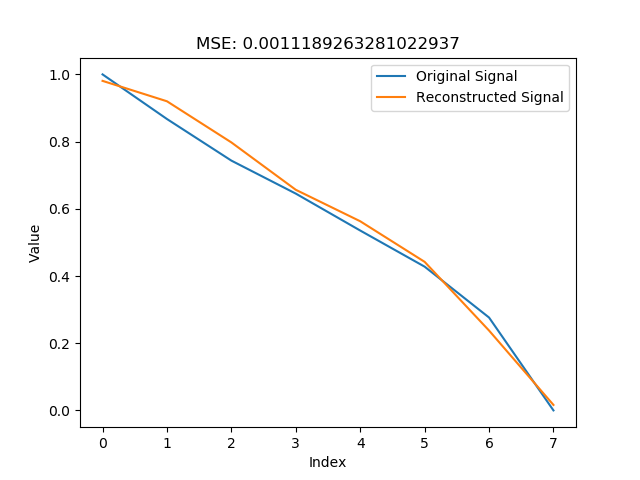 MSE: 0.0011189263281022937
Original Signal
Reconstructed Signal
1.0
0.8
0.6
0.4
0.2
0.0
Value
0 1 2 3 4 5 6 7
Index